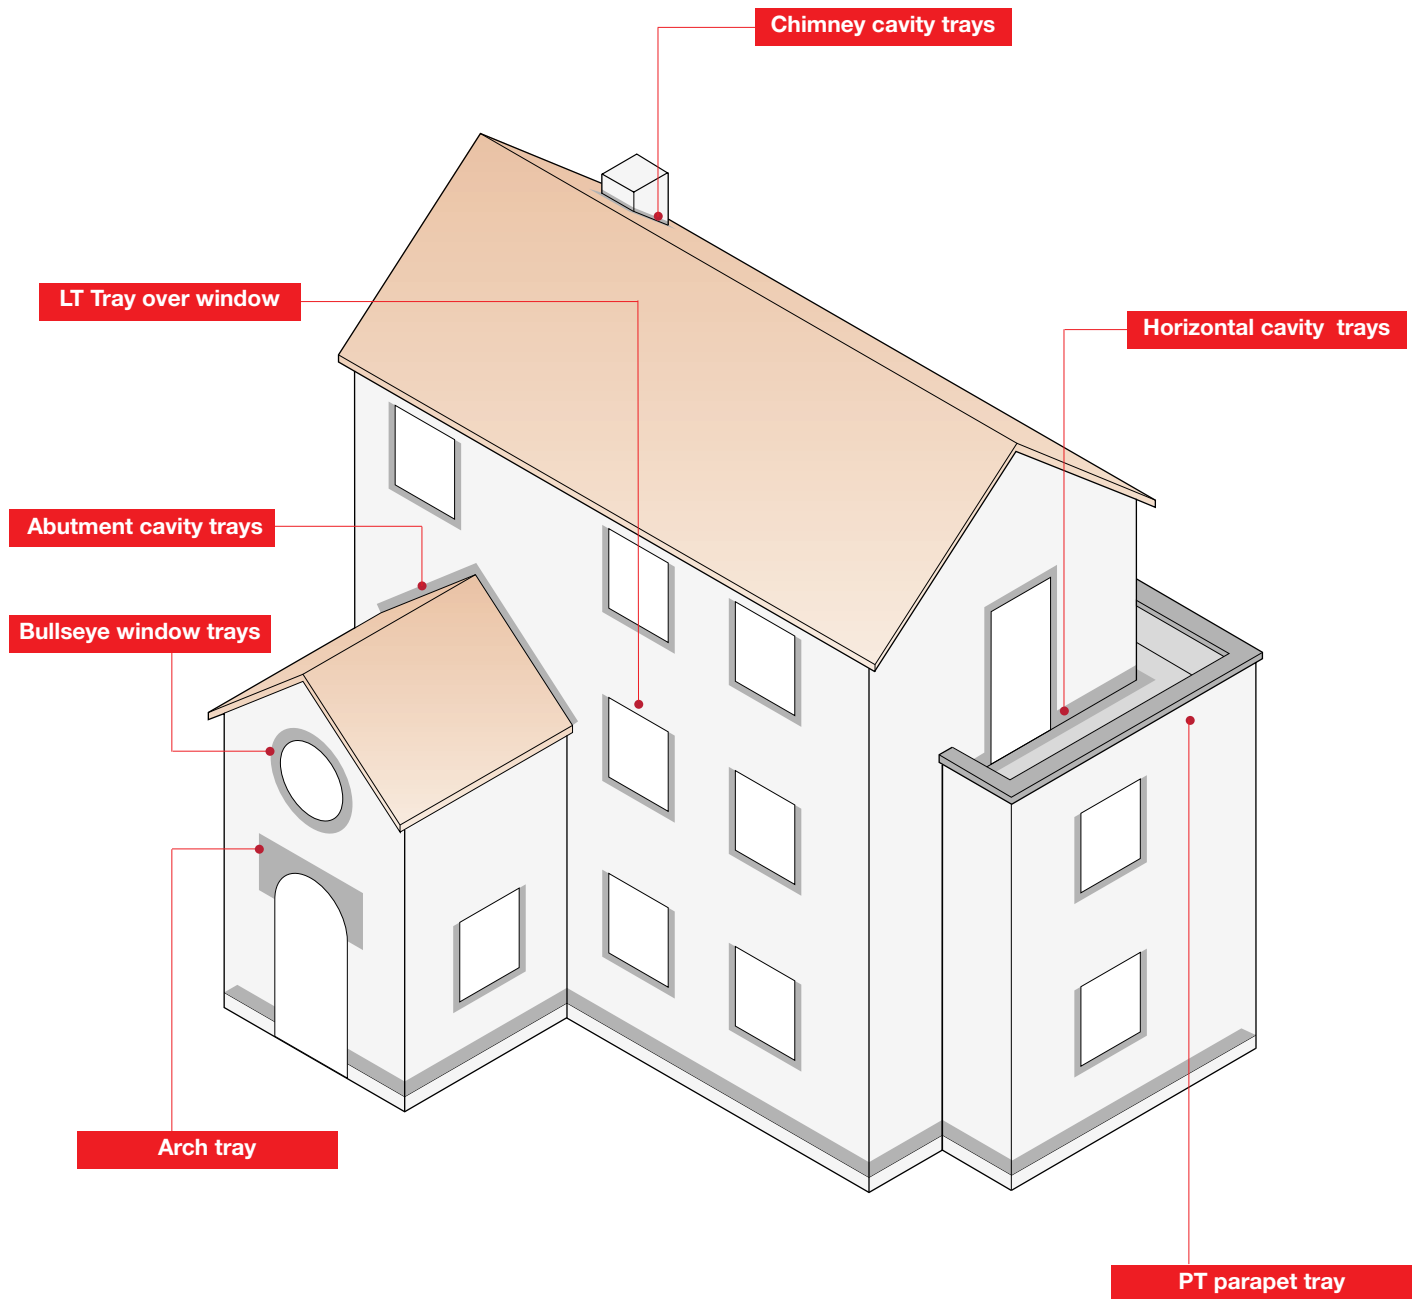 Chimney cavity trays
LT Tray over window
Horizontal cavity trays
Abutment cavity trays
Bullseye window trays
Arch tray
PT parapet tray